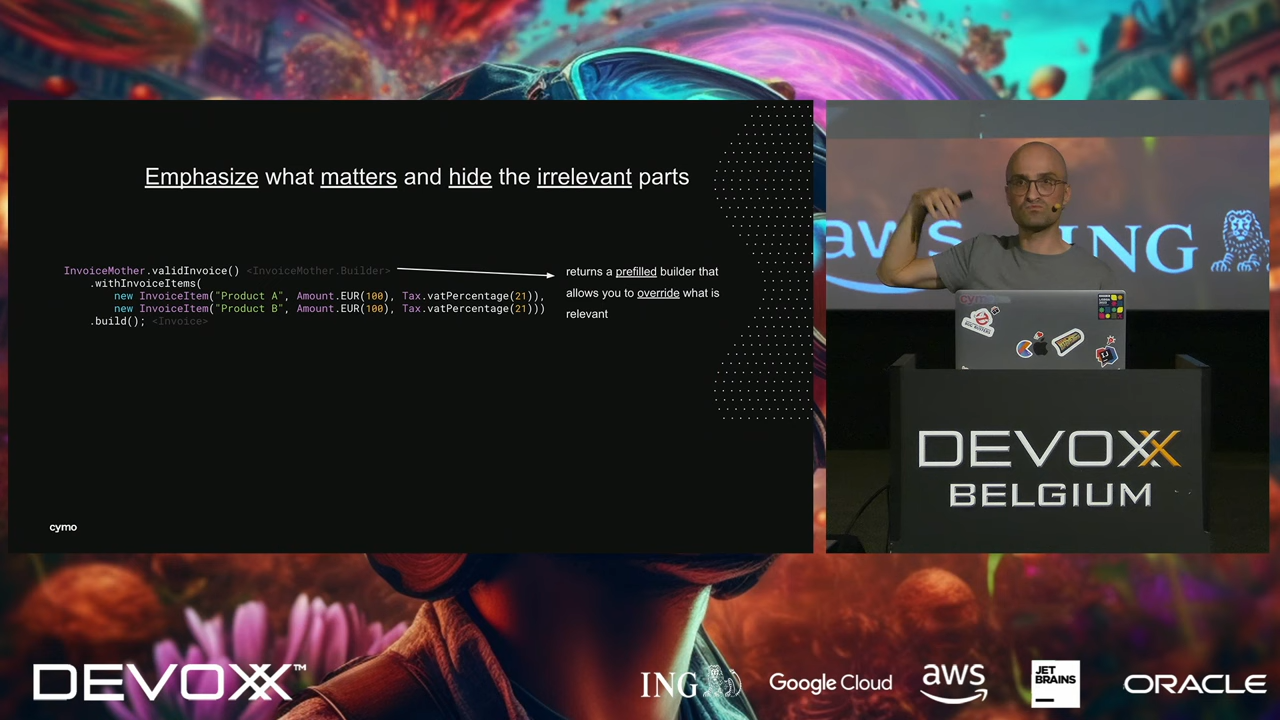 Emphasize what matters and hide the irrelevant parts
InvoiceMother.validInvoice() <InvoiceMother.Builder>
.withInvoiceItems(
new InvoiceItem("Product A", Amount.EUR(100), Tax.vatPercentage(21)),
new InvoiceItem("Product B", Amount.EUR(100), Tax.vatPercentage(21)))
.build(); <Invoice>
returns a prefilled builder that
allows you to override what is
relevant
cymo
aws
ING
cymo
DEVOXX
BELGIUM
DEVOXX™
ING
Google Cloud
aws
JET
BRAINS
ORACLE